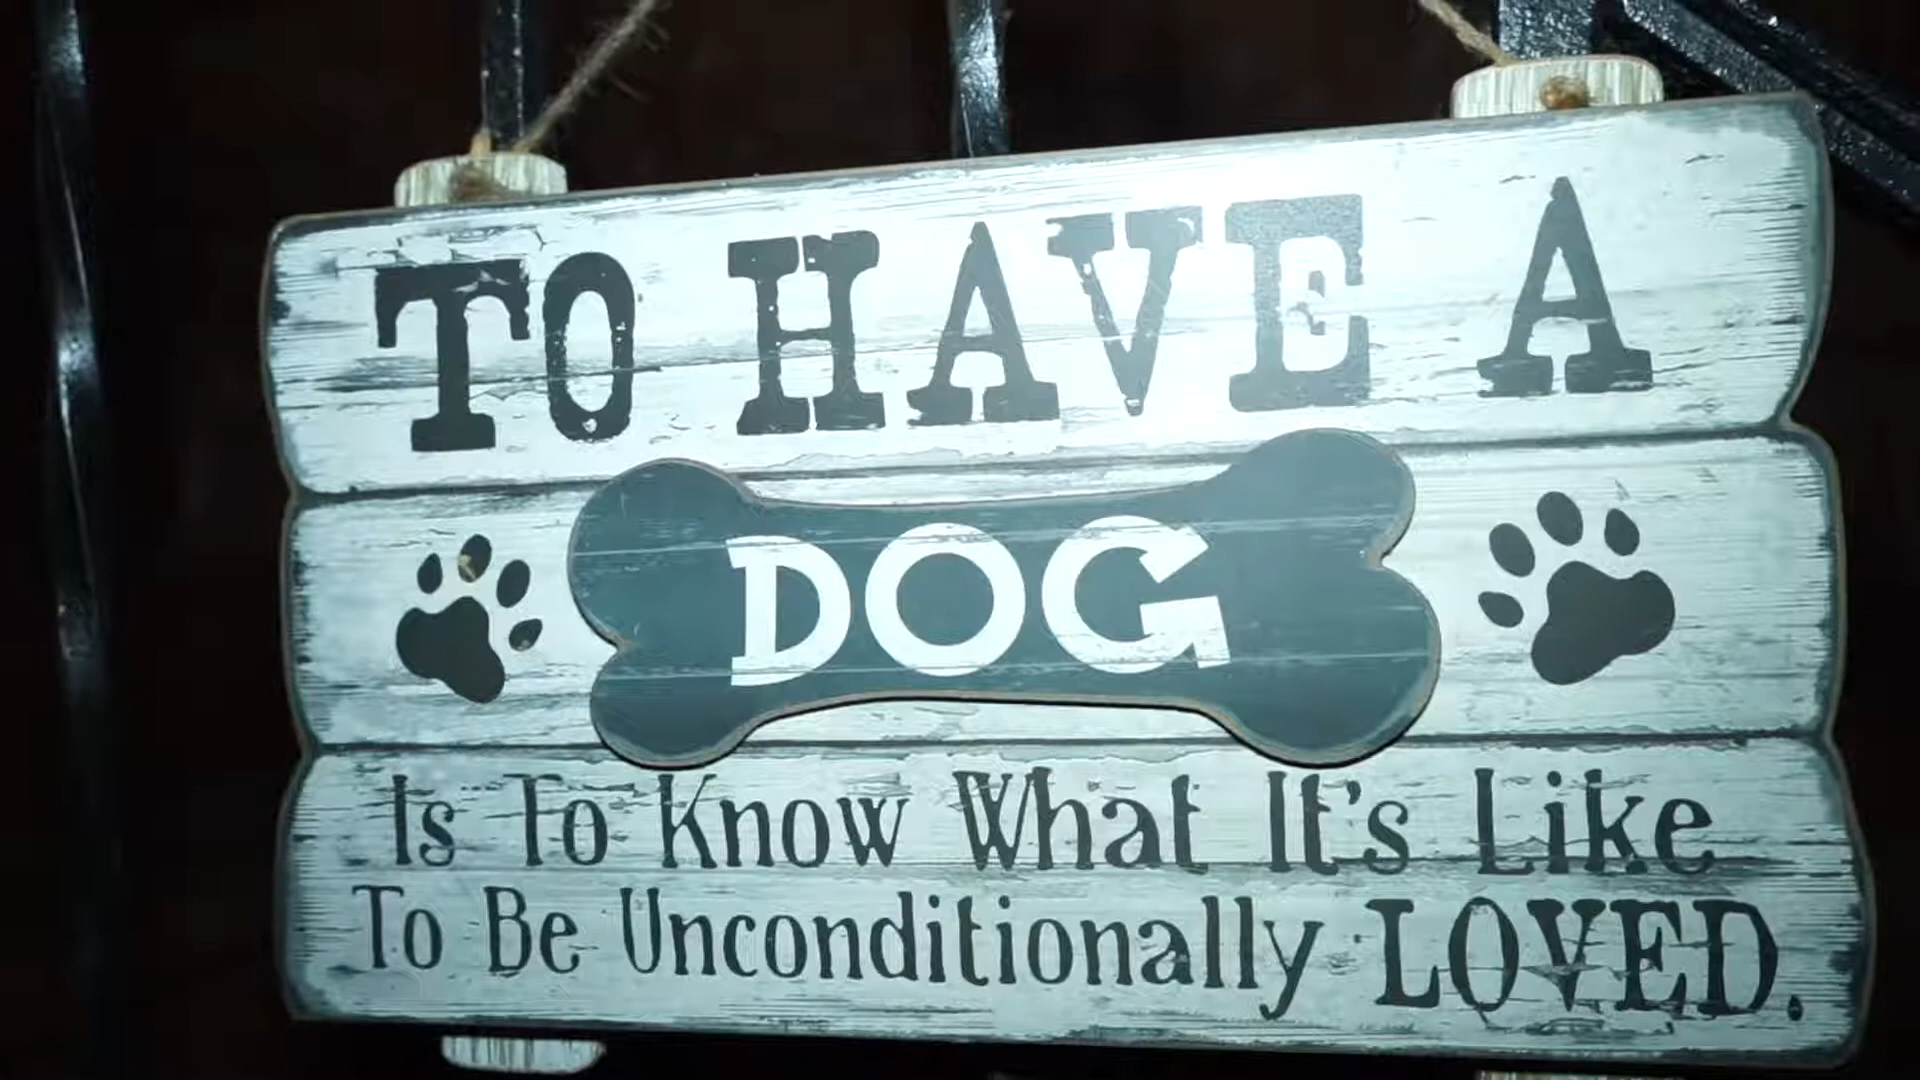 TO HAVE A
DOG
Is To Know What It's Like
To Be Unconditionally LOVED.